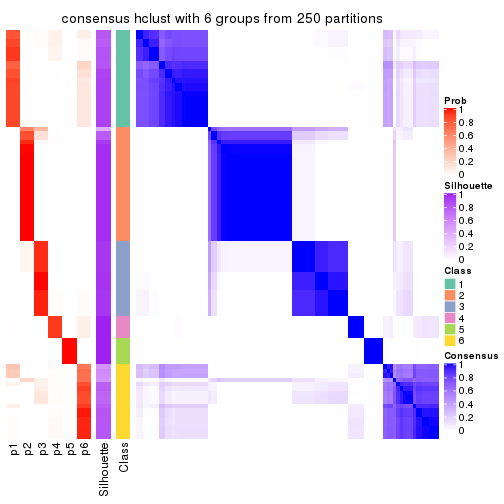 consensus hclust with 6 groups from 250 partitions
Prob
1
0.8
0.6
0.4
0.2
0
Silhouette
1
0.8
0.6
0.4
0.2
0
Class
1
2
3
4
5
6
Consensus
1
0.8
0.6
0.4
0.2
0
p1
p2
p3
p4
p5
p6
Silhouette
Class